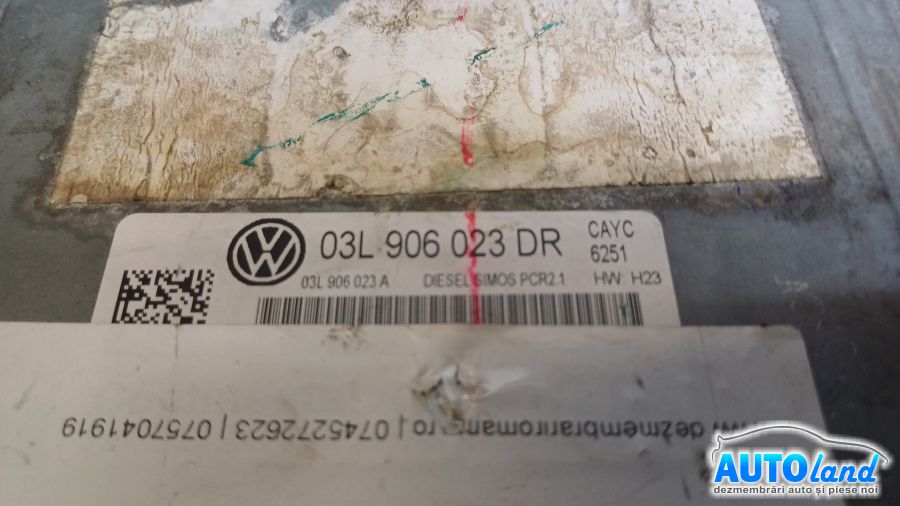 03L 906 023 DR
CAYC
6251
03L 906 023 A
DIESEL SIMOS PCR2.1
HW: H23
dezmembrariromania.ro | 0745272623 | 0757041919
AUTOland
dezmembrări auto și piese noi